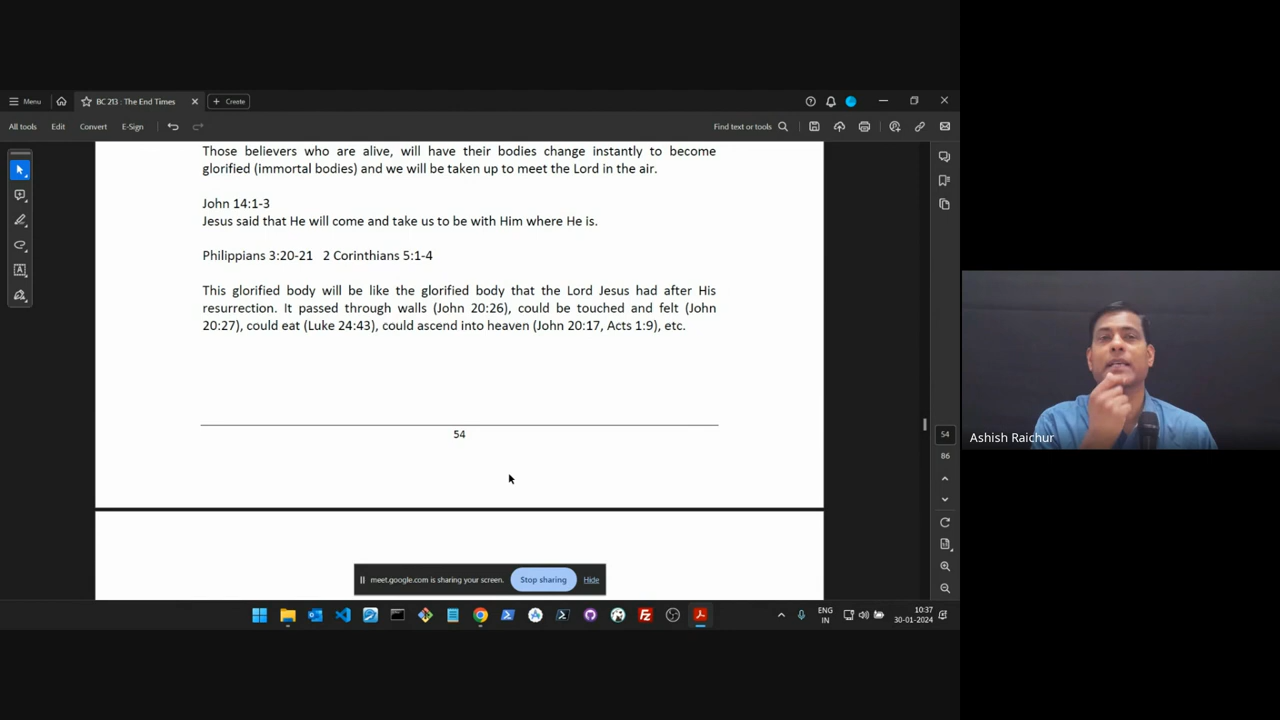 Menu
BC 213 : The End Times
Create
All tools
Edit
Convert
E-Sign
Find text or tools
Those believers who are alive, will have their bodies change instantly to become
glorified (immortal bodies) and we will be taken up to meet the Lord in the air.
John 14:1-3
Jesus said that He will come and take us to be with Him where He is.
Philippians 3:20-21 2 Corinthians 5:1-4
This glorified body will be like the glorified body that the Lord Jesus had after His
resurrection. It passed through walls (John 20:26), could be touched and felt (John
20:27), could eat (Luke 24:43), could ascend into heaven (John 20:17, Acts 1:9), etc.
54
54
86
Ashish Raichur
meet.google.com is sharing your screen.
Stop sharing
Hide
ENG
IN
10:37
30-01-2024